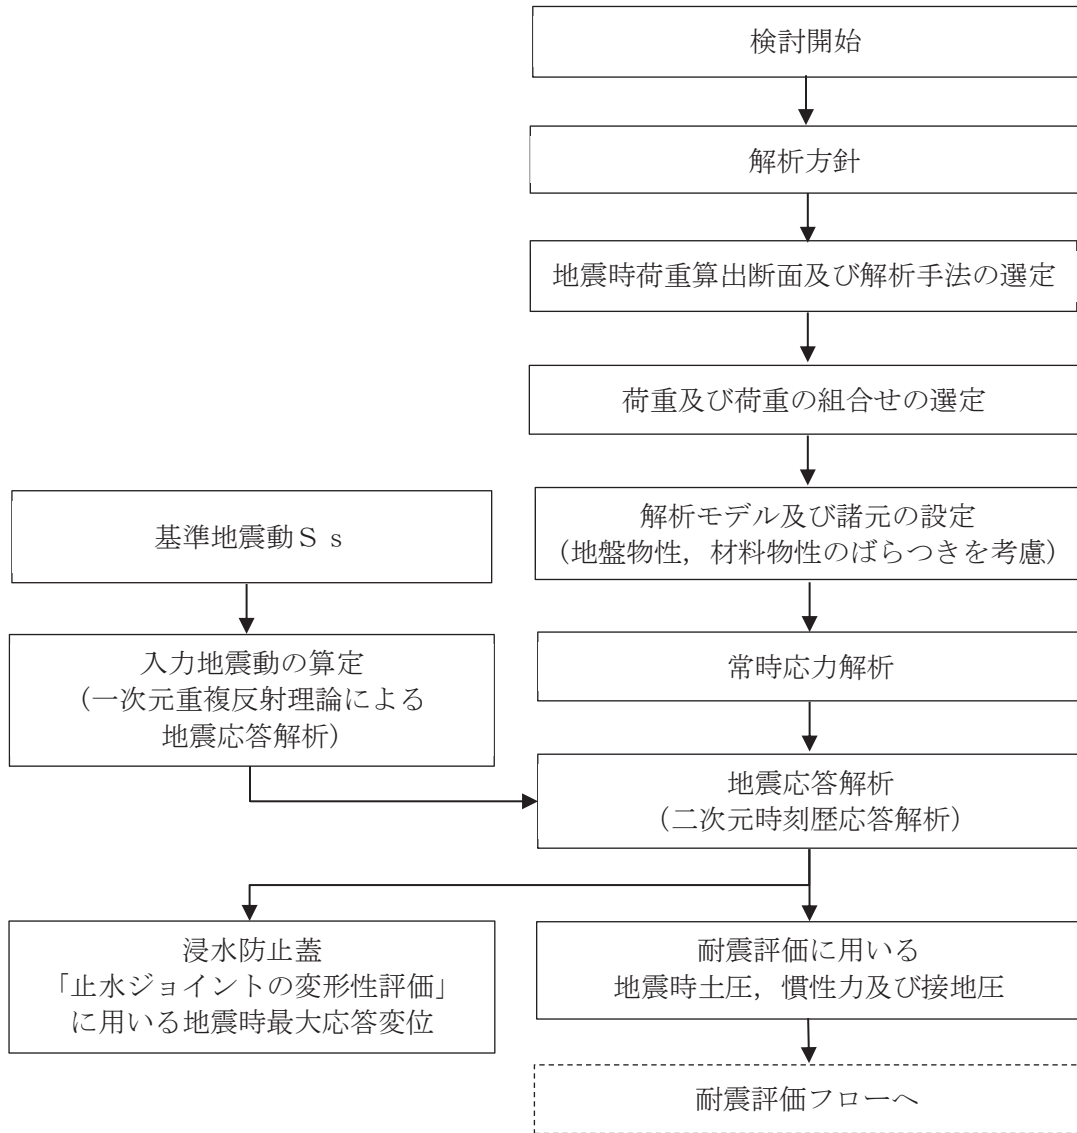 検討開始
解析方針
地震時荷重算出断面及び解析手法の選定
荷重及び荷重の組合せの選定
解析モデル及び諸元の設定
(地盤物性，材料物性のばらつきを考慮)
基準地震動Ｓｓ
入力地震動の算定
(一次元重複反射理論による
地震応答解析)
常時応力解析
地震応答解析
(二次元時刻歴応答解析)
浸水防止蓋
「止水ジョイントの変形性評価」
に用いる地震時最大応答変位
耐震評価に用いる
地震時土圧，慣性力及び接地圧
耐震評価フローへ